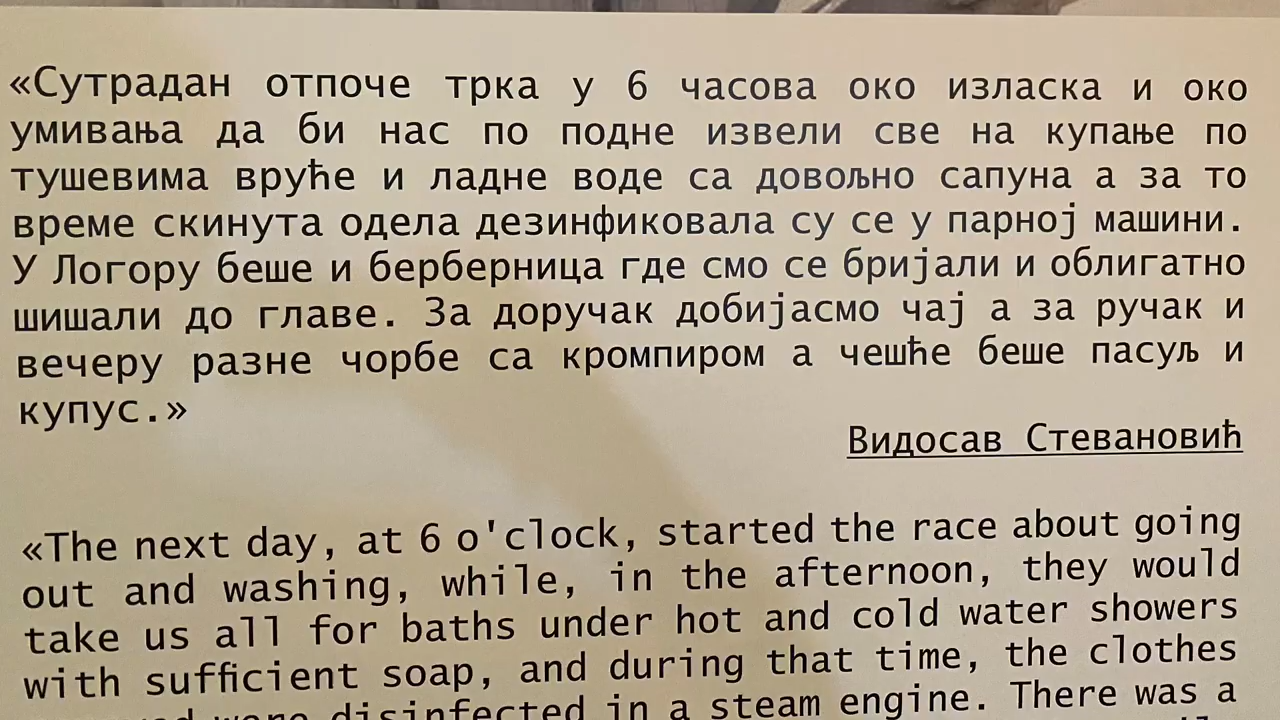 «Сутрадан отпоче трка у 6 часова око изласка и око
умивања да би нас по подне извели све на купање по
тушевима вруће и ладне воде са довољно сапуна а за то
време скинута одела дезинфиковала су се у парној машини.
У Логору беше и берберница где смо се бријали и облигатно
шишали до главе. За доручак добијасмо чај а за ручак и
вечеру разне чорбе са кромпиром а чешће беше пасуљ и
купус.»
Видосав Стевановић
«The next day, at 6 o'clock, started the race about going
out and washing, while, in the afternoon, they would
take us all for baths under hot and cold water showers
with sufficient soap, and during that time, the clothes
were disinfected in a steam engine. There was a